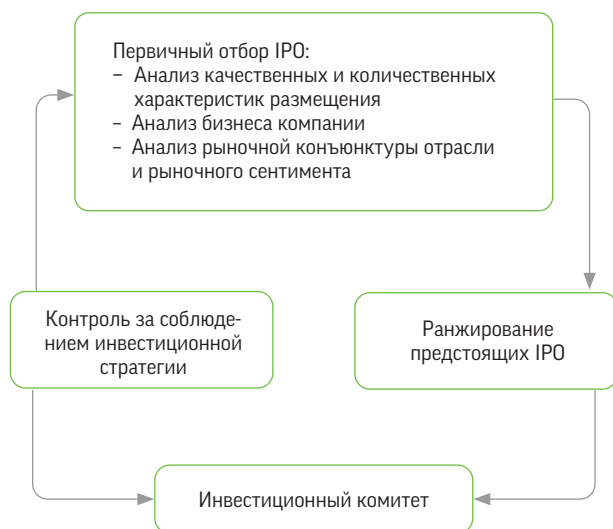 Первичный отбор IPO:
– Анализ качественных и количественных
характеристик размещения
– Анализ бизнеса компании
– Анализ рыночной конъюнктуры отрасли
и рыночного сентимента
Контроль за соблюде-
нием инвестиционной
стратегии
Ранжирование
предстоящих IPO
Инвестиционный комитет